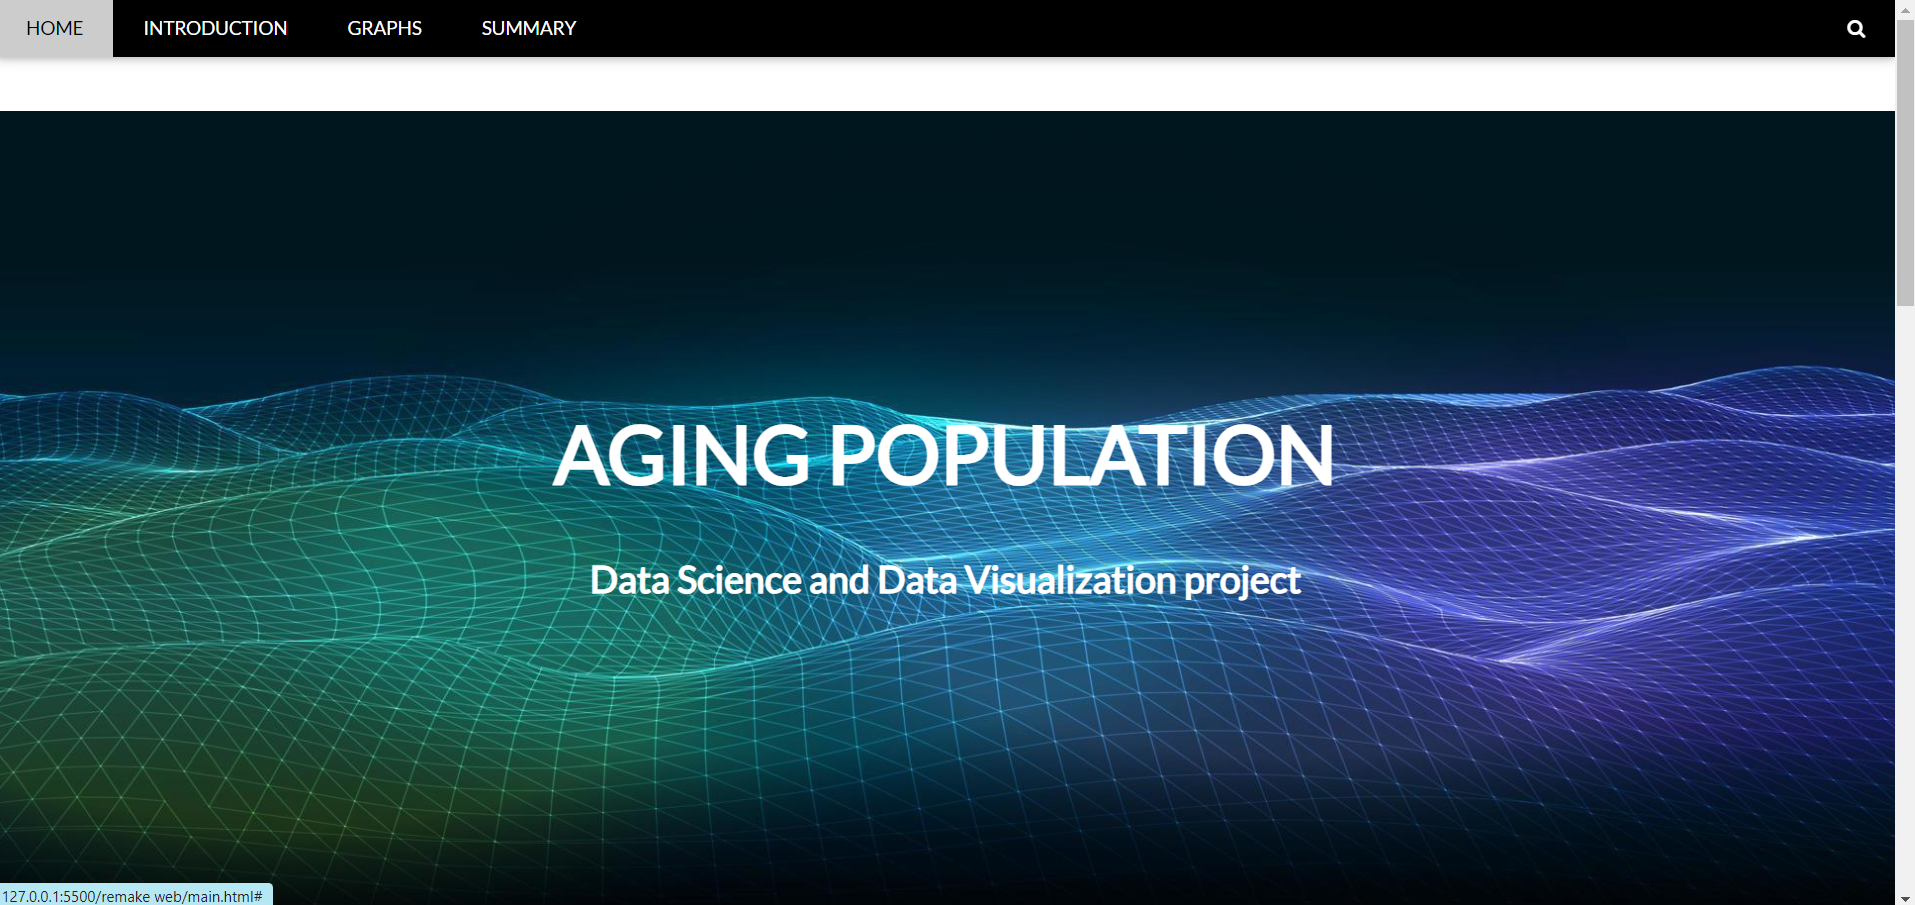 HOME INTRODUCTION GRAPHS SUMMARY
AGING POPULATION
Data Science and Data Visualization project
127.0.0.1:5500/remake web/main.html#